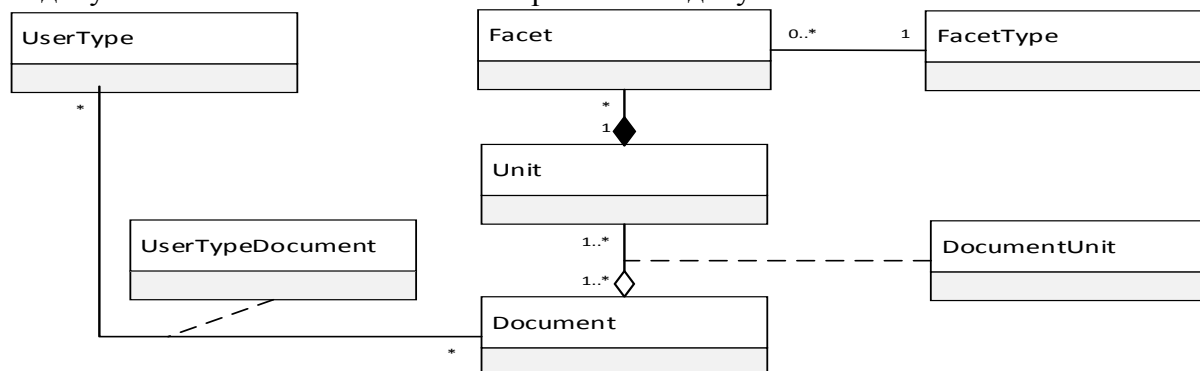 UserType
Facet
0..*
1
FacetType
*
*
1
Unit
UserTypeDocument
1..*
DocumentUnit
1..*
Document
*